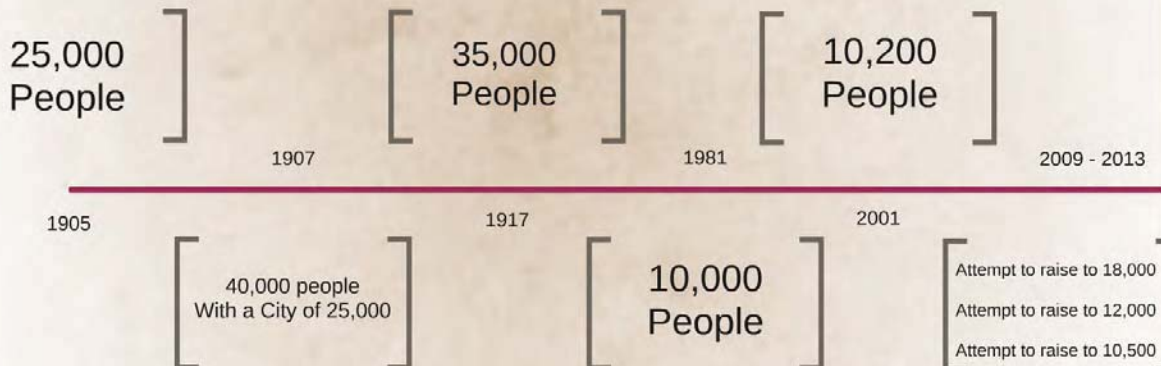 25,000
People
35,000
People
10,200
People
1907
1981
2009 - 2013
1905
1917
2001
40,000 people
With a City of 25,000
10,000
People
Attempt to raise to 18,000
Attempt to raise to 12,000
Attempt to raise to 10,500